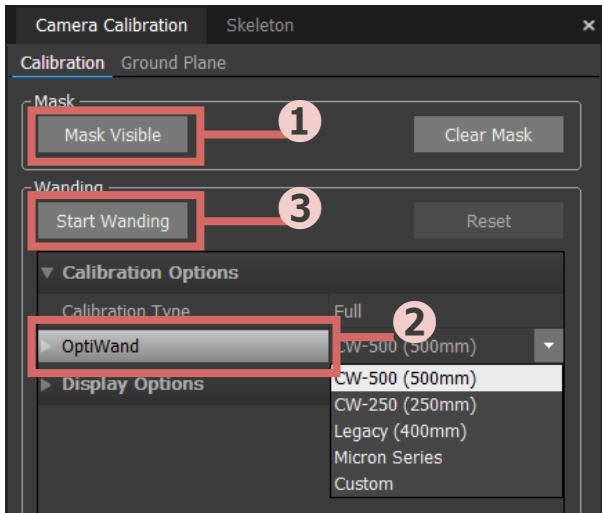 Camera Calibration Skeleton ×
Calibration Ground Plane
Mask
Mask Visible 1 Clear Mask
Wanding
Start Wanding 3 Reset
Calibration Options
Calibration Type Full
2
OptiWand CW-500 (500mm)
Display Options CW-500 (500mm)
CW-250 (250mm)
Legacy (400mm)
Micron Series
Custom